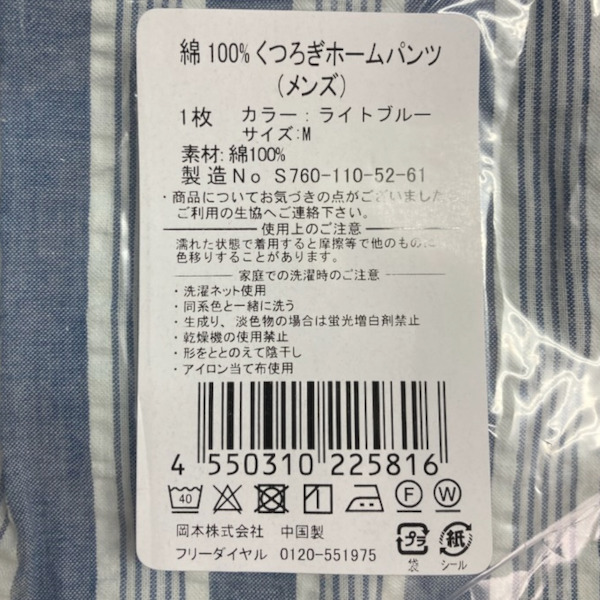 綿100%くつろぎホームパンツ
(メンズ)
1枚 カラー:ライトブルー
サイズ:M
素材:綿100%
製造No S760-110-52-61
・商品についてお気づきの点がございました
ご利用の生協へご連絡下さい。
使用上のご注意
濡れた状態で着用すると摩擦等で他のものに
色移りすることがあります。
家庭での洗濯時のご注意
・洗濯ネット使用
・同系色と一緒に洗う
・生成り、淡色物の場合は蛍光増白剤禁止
・乾燥機の使用禁止
・形をととのえて陰干し
・アイロン当て布使用
4 550310 225816
40 F W
岡本株式会社 中国製
フリーダイヤル 0120-551975
プラ 紙
袋 シール